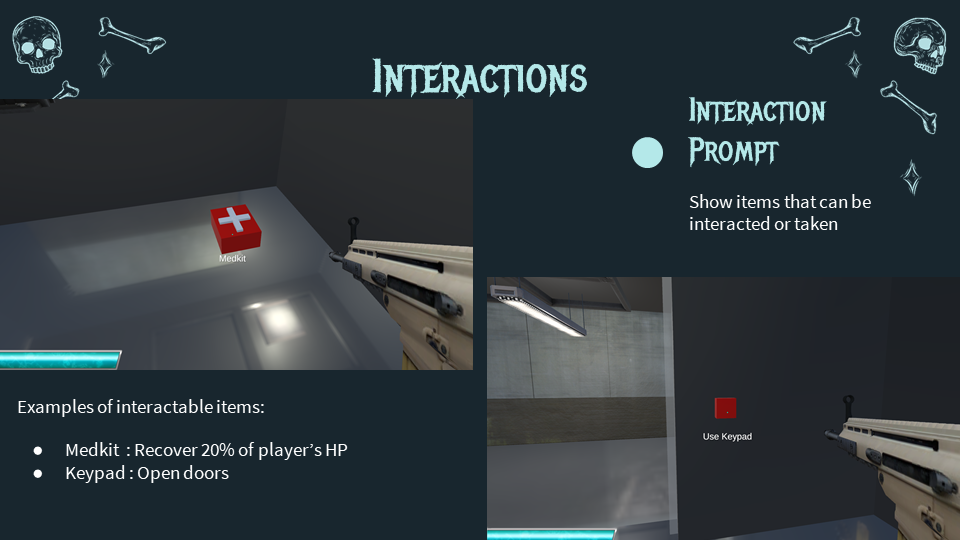 Interactions
Interaction
Prompt
Show items that can be
interacted or taken
Medkit
Use Keypad
Examples of interactable items:
● Medkit : Recover 20% of player’s HP
● Keypad : Open doors